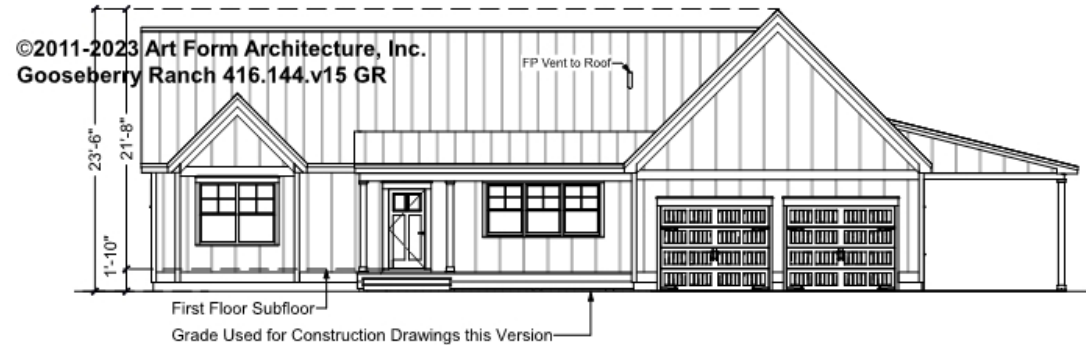 ©2011-2023 Art Form Architecture, Inc.
Gooseberry Ranch 416.144.v15 GR
FP Vent to Roof
23'-6"
21'-8"
1'-10"
First Floor Subfloor
Grade Used for Construction Drawings this Version